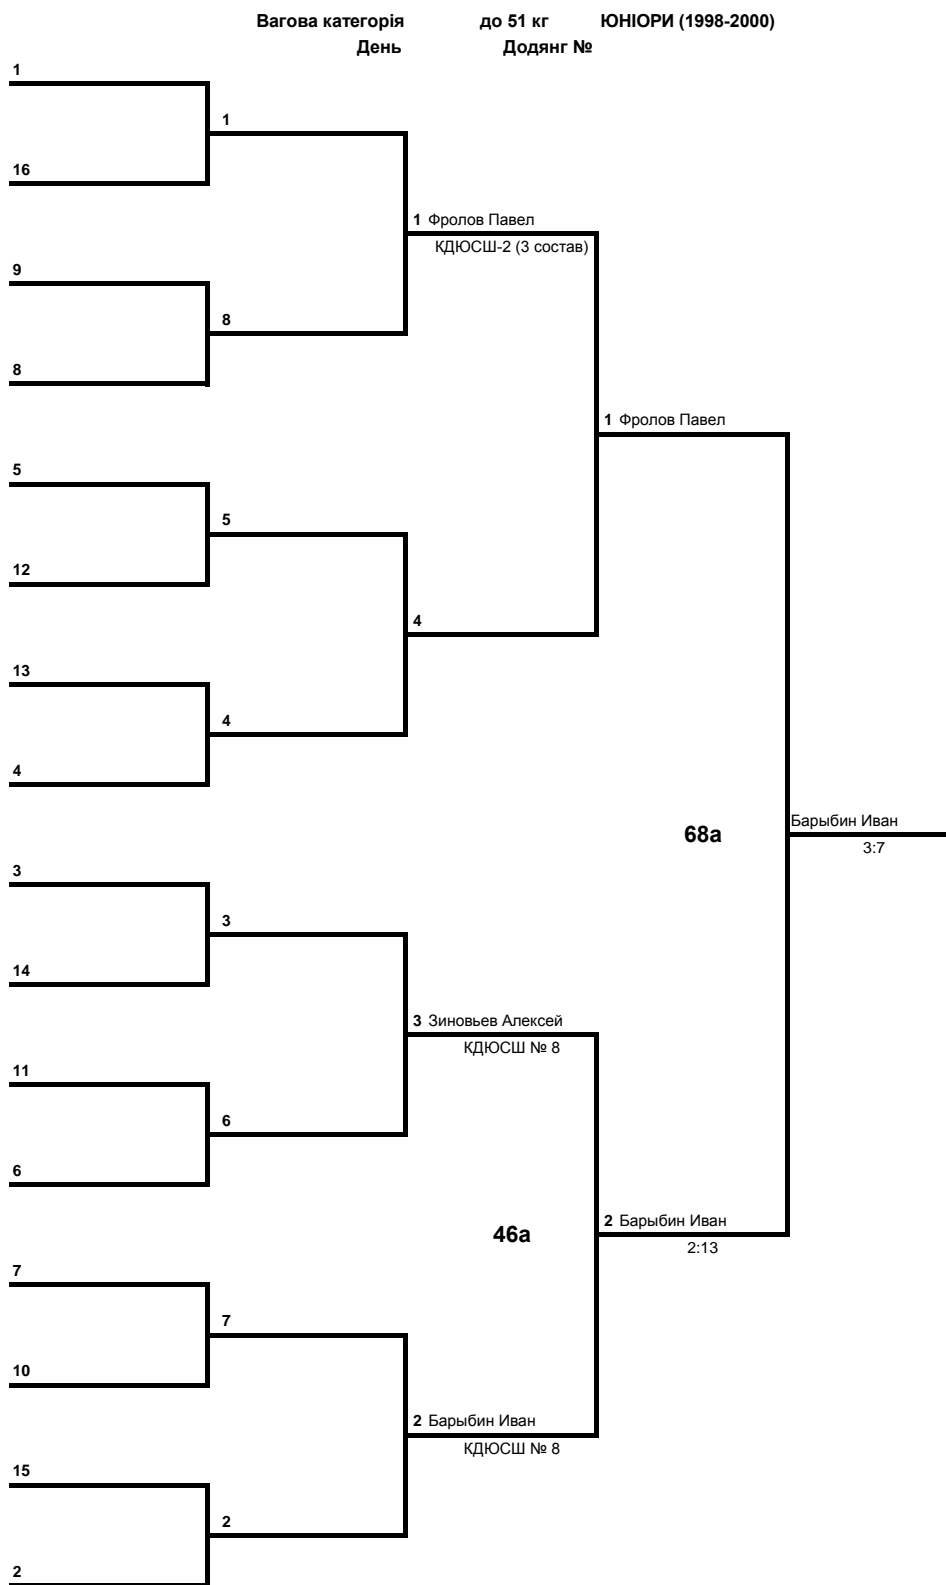 Вагова категорія до 51 кг ЮНІОРИ (1998-2000)
День Додянг №
1
1
16
1 Фролов Павел
КДЮСШ-2 (3 состав)
9
8
8
1 Фролов Павел
5
5
12
4
13
4
4
68а
Барыбин Иван
3:7
3
3
14
3 Зиновьев Алексей
КДЮСШ № 8
11
6
6
46а
2 Барыбин Иван
2:13
7
7
10
2 Барыбин Иван
КДЮСШ № 8
15
2
2